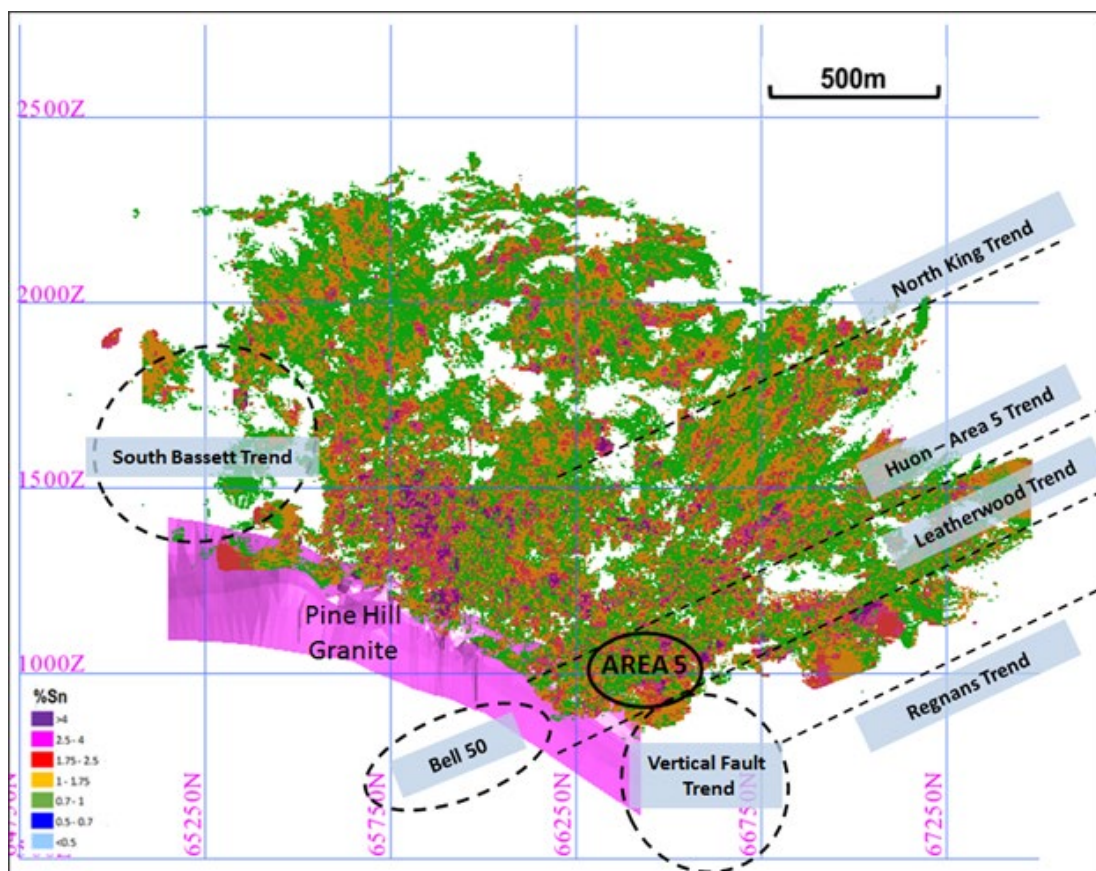 500m
2500Z
North King Trend
2000Z
Huon – Area 5 Trend
South Bassett Trend
Leatherwood Trend
1500Z
Pine Hill
Granite
1000Z
AREA 5
Regnans Trend
Bell 50
Vertical Fault
Trend
%Sn
>4
2.5- 4
1.75 - 2.5
1 - 1.75
0.7- 1
0.5 - 0.7
<0.5
64750N
65250N
65750N
66250N
66750N
67250N